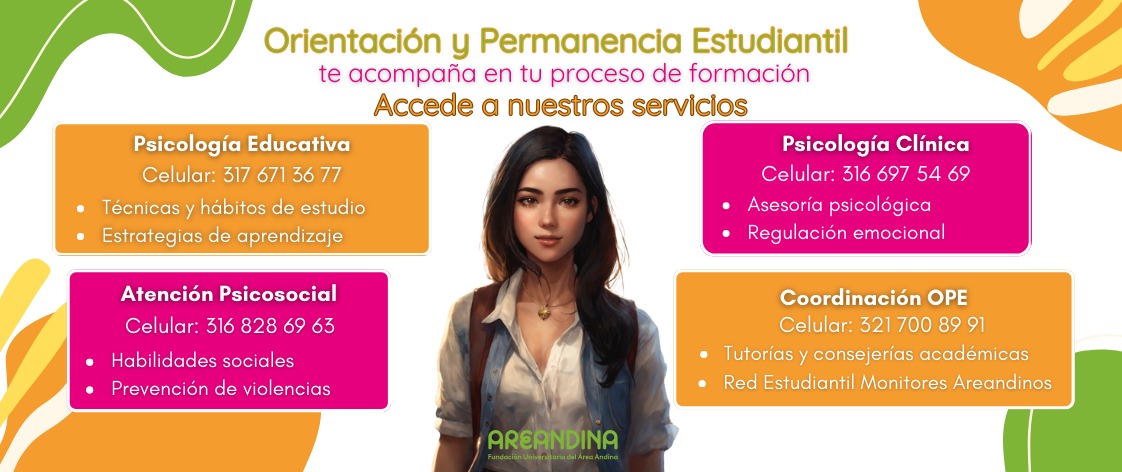 Orientación y Permanencia Estudiantil
te acompaña en tu proceso de formación
Accede a nuestros servicios
Psicología Educativa
Celular: 317 671 36 77
• Técnicas y hábitos de estudio
• Estrategias de aprendizaje
Psicología Clínica
Celular: 316 697 54 69
• Asesoría psicológica
• Regulación emocional
Atención Psicosocial
Celular: 316 828 69 63
• Habilidades sociales
• Prevención de violencias
Coordinación OPE
Celular: 321 700 89 91
• Tutorías y consejerías académicas
• Red Estudiantil Monitores Areandinos
AREANDINA
Fundación Universitaria del Área Andina